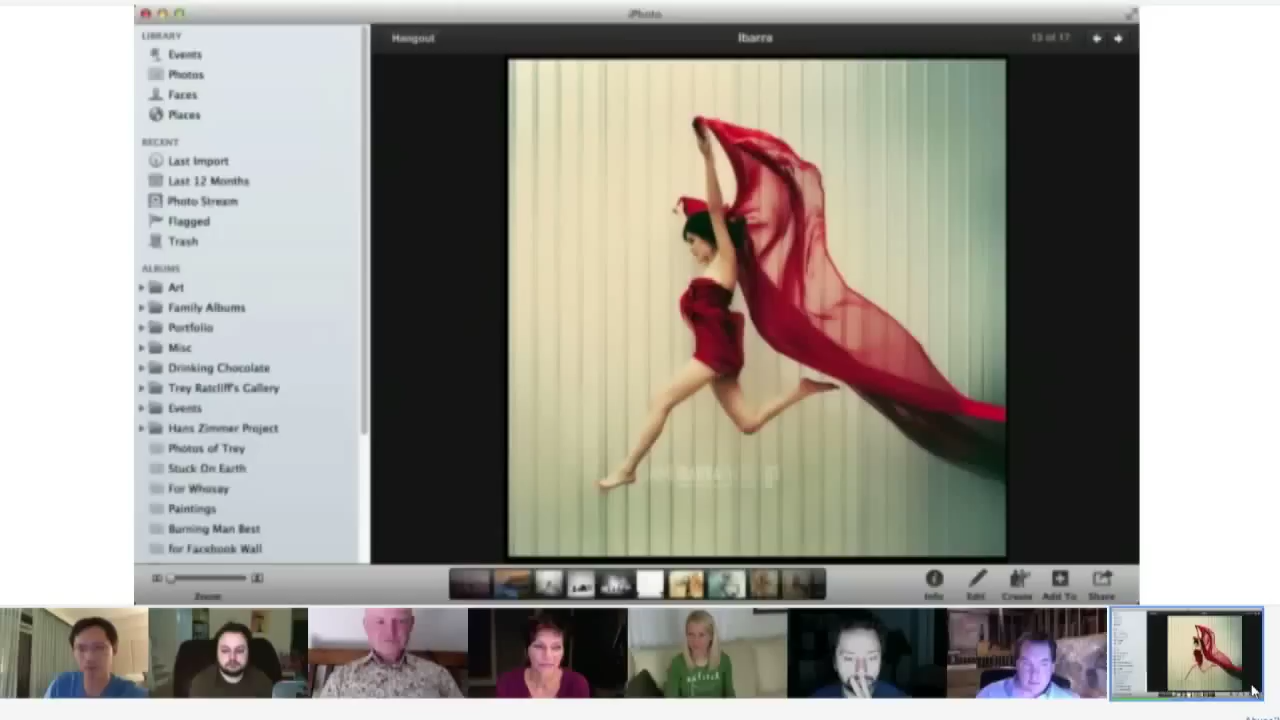 iPhoto
LIBRARY
Events
Photos
Faces
Places
RECENT
Last Import
Last 12 Months
Photo Stream
Flagged
Trash
ALBUMS
Art
Family Albums
Portfolio
Misc
Drinking Chocolate
Trey Ratcliff's Gallery
Events
Hans Zimmer Project
Photos of Trey
Stuck On Earth
For Whosay
Paintings
Burning Man Best
for Facebook Wall
Zoom
Hangout
Ibarra
13 of 17
Info
Edit
Create
Add To
Share